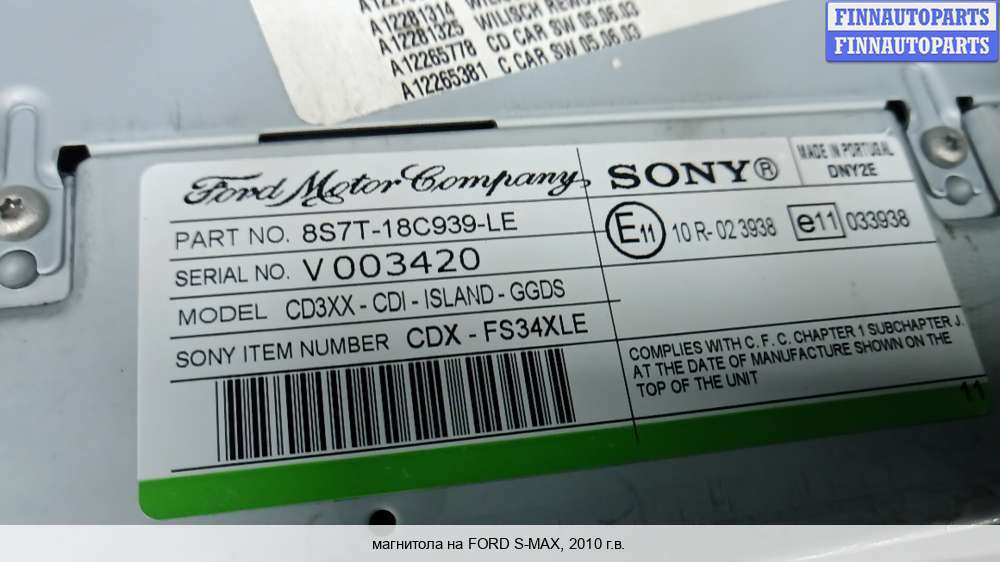 FINNAUTOPARTS
FINNAUTOPARTS
A12281314
A12281325 WILISCH
A12265778 CD CAR SW 05.06.03
A12265381 C CAR SW 05.06.03
Ford Motor Company
SONY®
MADE IN PORTUGAL
DNY2E
PART NO. 8S7T-18C939-LE
E11 10 R- 02 3938 e11 033938
SERIAL NO. V 003420
MODEL CD3XX - CDI - ISLAND - GGDS
SONY ITEM NUMBER CDX - FS34XLE
COMPLIES WITH C. F. C. CHAPTER 1 SUBCHAPTER J.
AT THE DATE OF MANUFACTURE SHOWN ON THE
TOP OF THE UNIT
11
магнитола на FORD S-MAX, 2010 г.в.